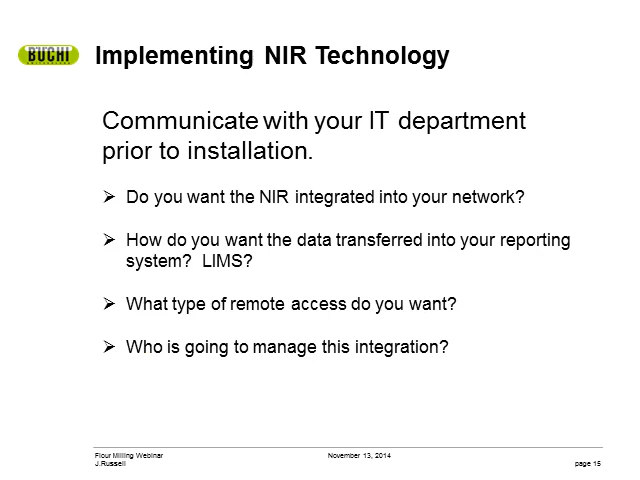 BÜCHI
Implementing NIR Technology
Communicate with your IT department
prior to installation.
➢ Do you want the NIR integrated into your network?
➢ How do you want the data transferred into your reporting
system?  LIMS?
➢ What type of remote access do you want?
➢ Who is going to manage this integration?
Flour Milling Webinar
November 13, 2014
J.Russell
page 15